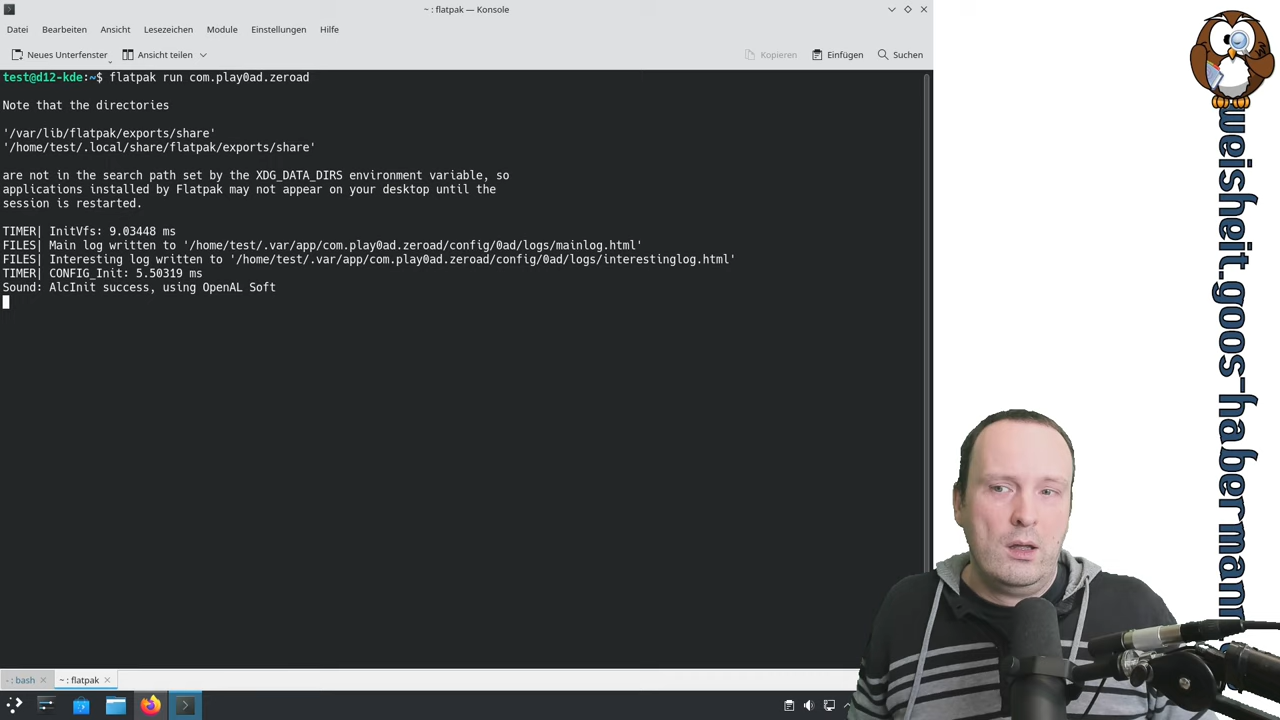 ~ : flatpak — Konsole
Datei Bearbeiten Ansicht Lesezeichen Module Einstellungen Hilfe
Neues Unterfenster Ansicht teilen Kopieren Einfügen Suchen
test@d12-kde:~$ flatpak run com.play0ad.zeroad
Note that the directories
'/var/lib/flatpak/exports/share'
'/home/test/.local/share/flatpak/exports/share'
are not in the search path set by the XDG_DATA_DIRS environment variable, so
applications installed by Flatpak may not appear on your desktop until the
session is restarted.
TIMER| InitVfs: 9.03448 ms
FILES| Main log written to '/home/test/.var/app/com.play0ad.zeroad/config/0ad/logs/mainlog.html'
FILES| Interesting log written to '/home/test/.var/app/com.play0ad.zeroad/config/0ad/logs/interestinglog.html'
TIMER| CONFIG_Init: 5.50319 ms
Sound: AlcInit success, using OpenAL Soft
- : bash
~ : flatpak